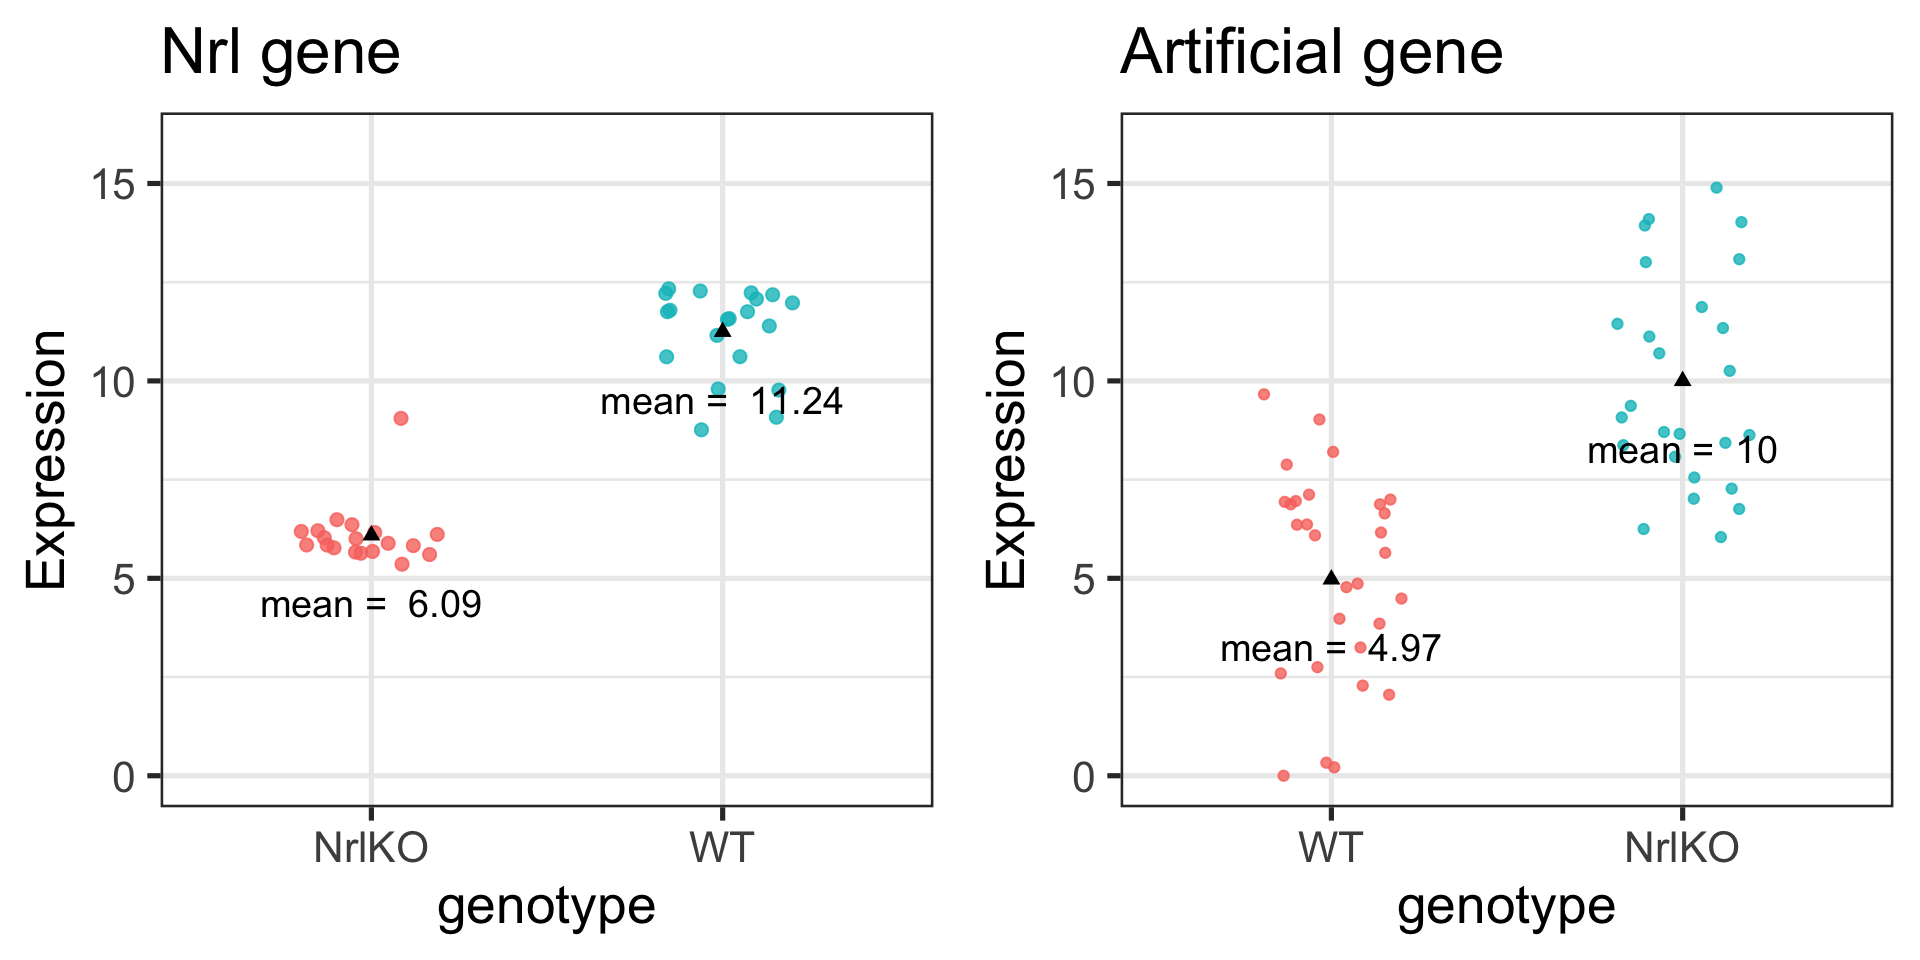 Nrl gene
Expression
15
10
5
0
mean = 11.24
mean = 6.09
NrlKO
WT
genotype
Artificial gene
Expression
15
10
5
0
mean = 10
mean = 4.97
WT
NrlKO
genotype